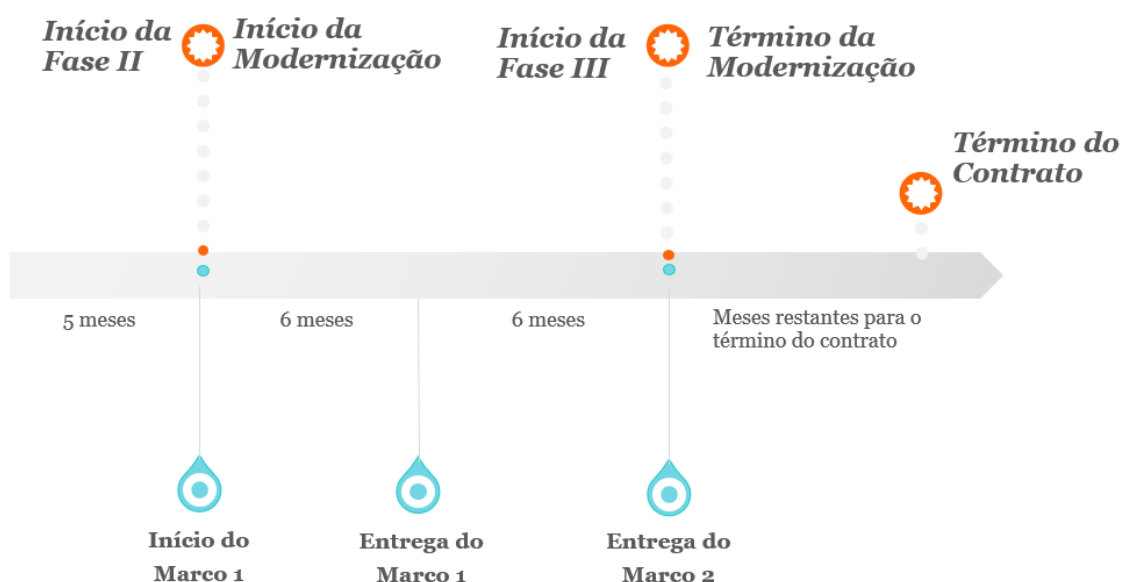 Início da
Fase II
Início da
Modernização
Início da
Fase III
Término da
Modernização
Término do
Contrato
5 meses
6 meses
6 meses
Meses restantes para o
término do contrato
Início do
Marco 1
Entrega do
Marco 1
Entrega do
Marco 2